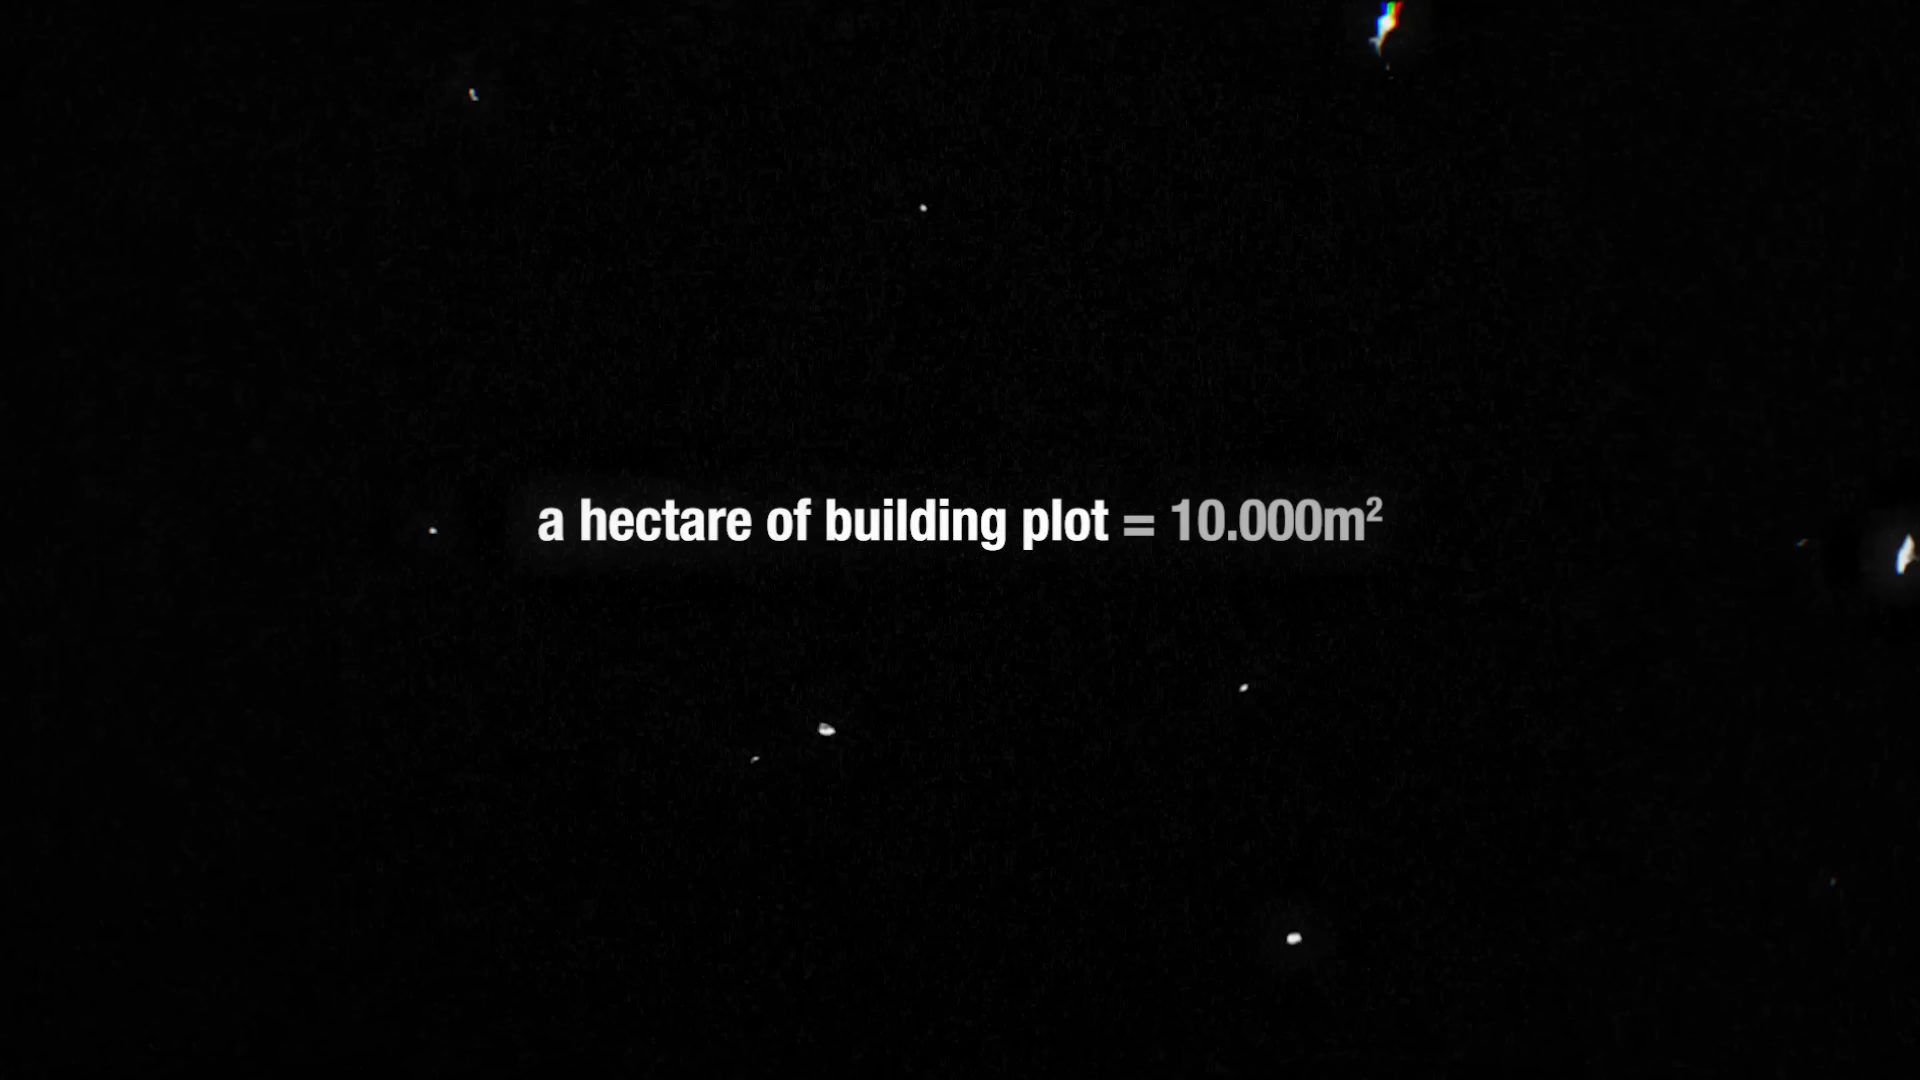 a hectare of building plot = 10.000m²